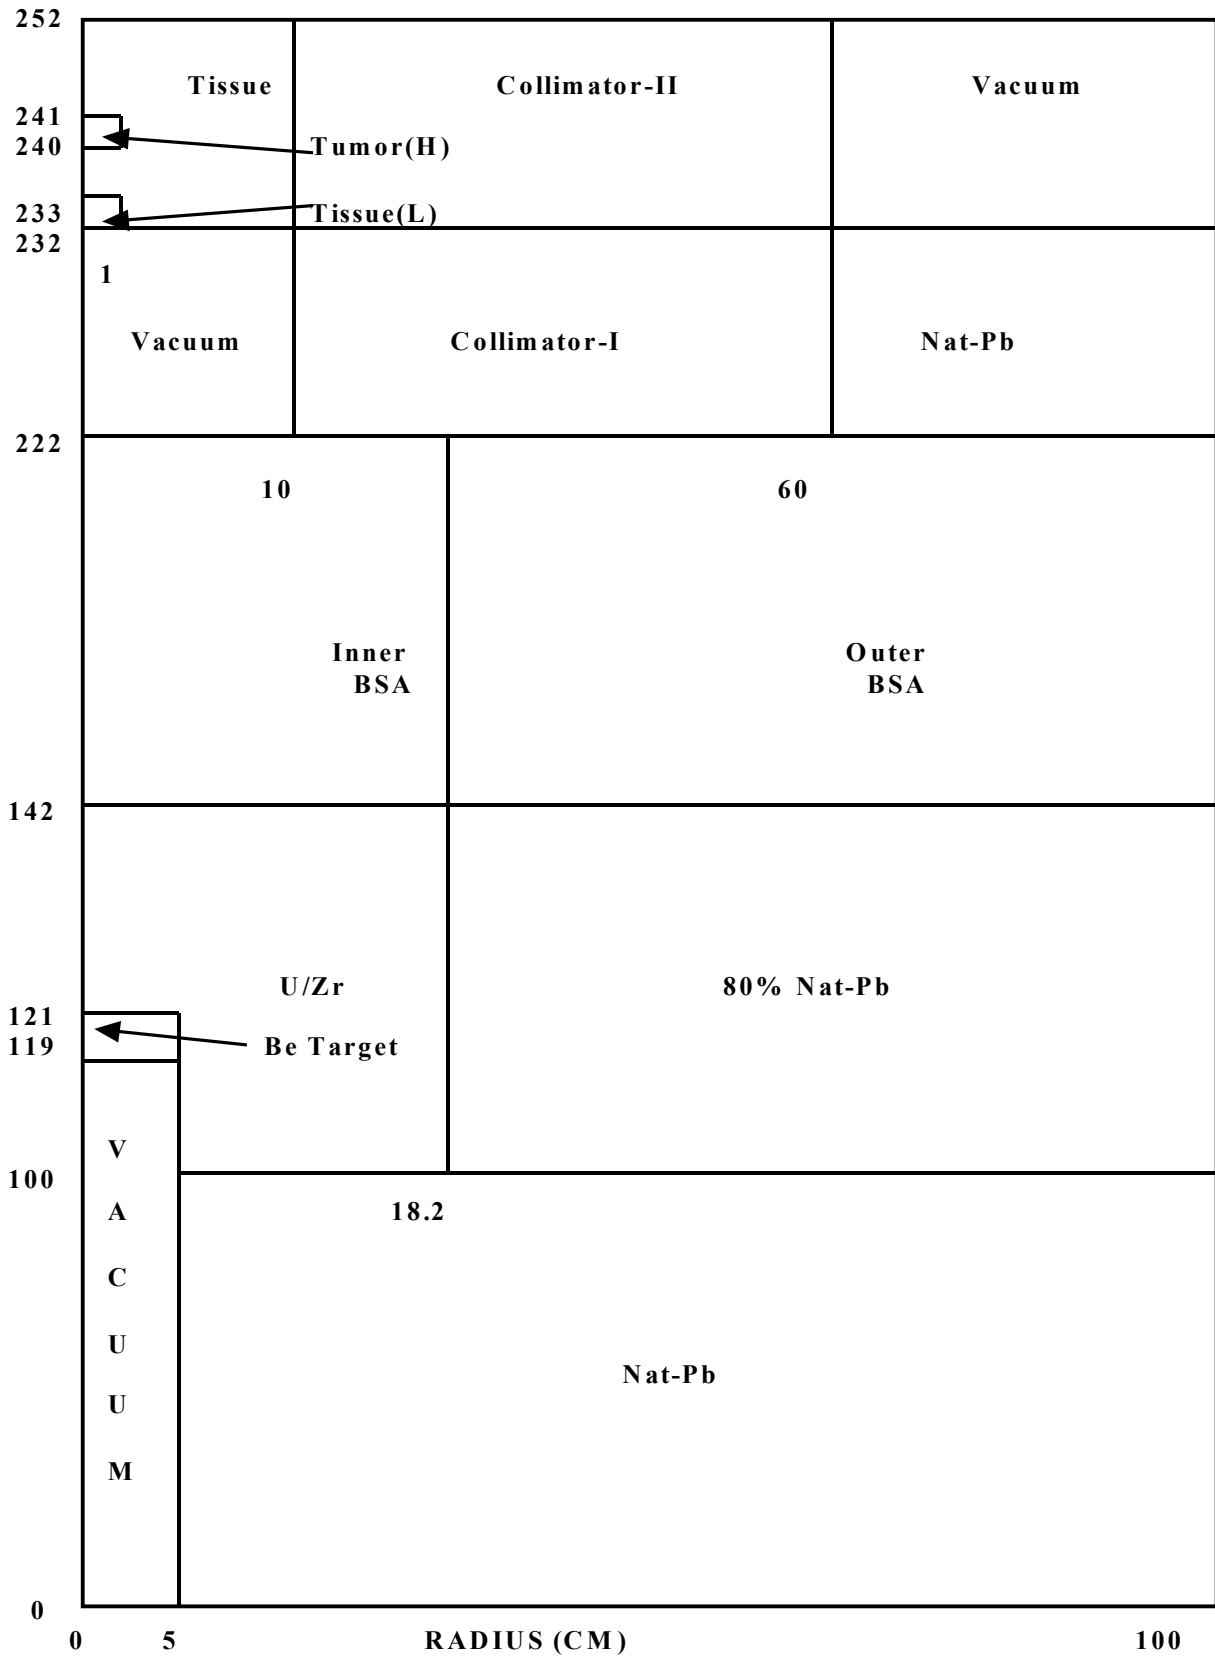 252
Tissue Collimator-II Vacuum
241
240 Tumor(H)
233 Tissue(L)
232
1
Vacuum Collimator-I Nat-Pb
222
10 60
Inner Outer
BSA BSA
142
U/Zr 80% Nat-Pb
121
119 Be Target
V
100
A 18.2
C
U
Nat-Pb
U
M
0
0 5 RADIUS (CM) 100